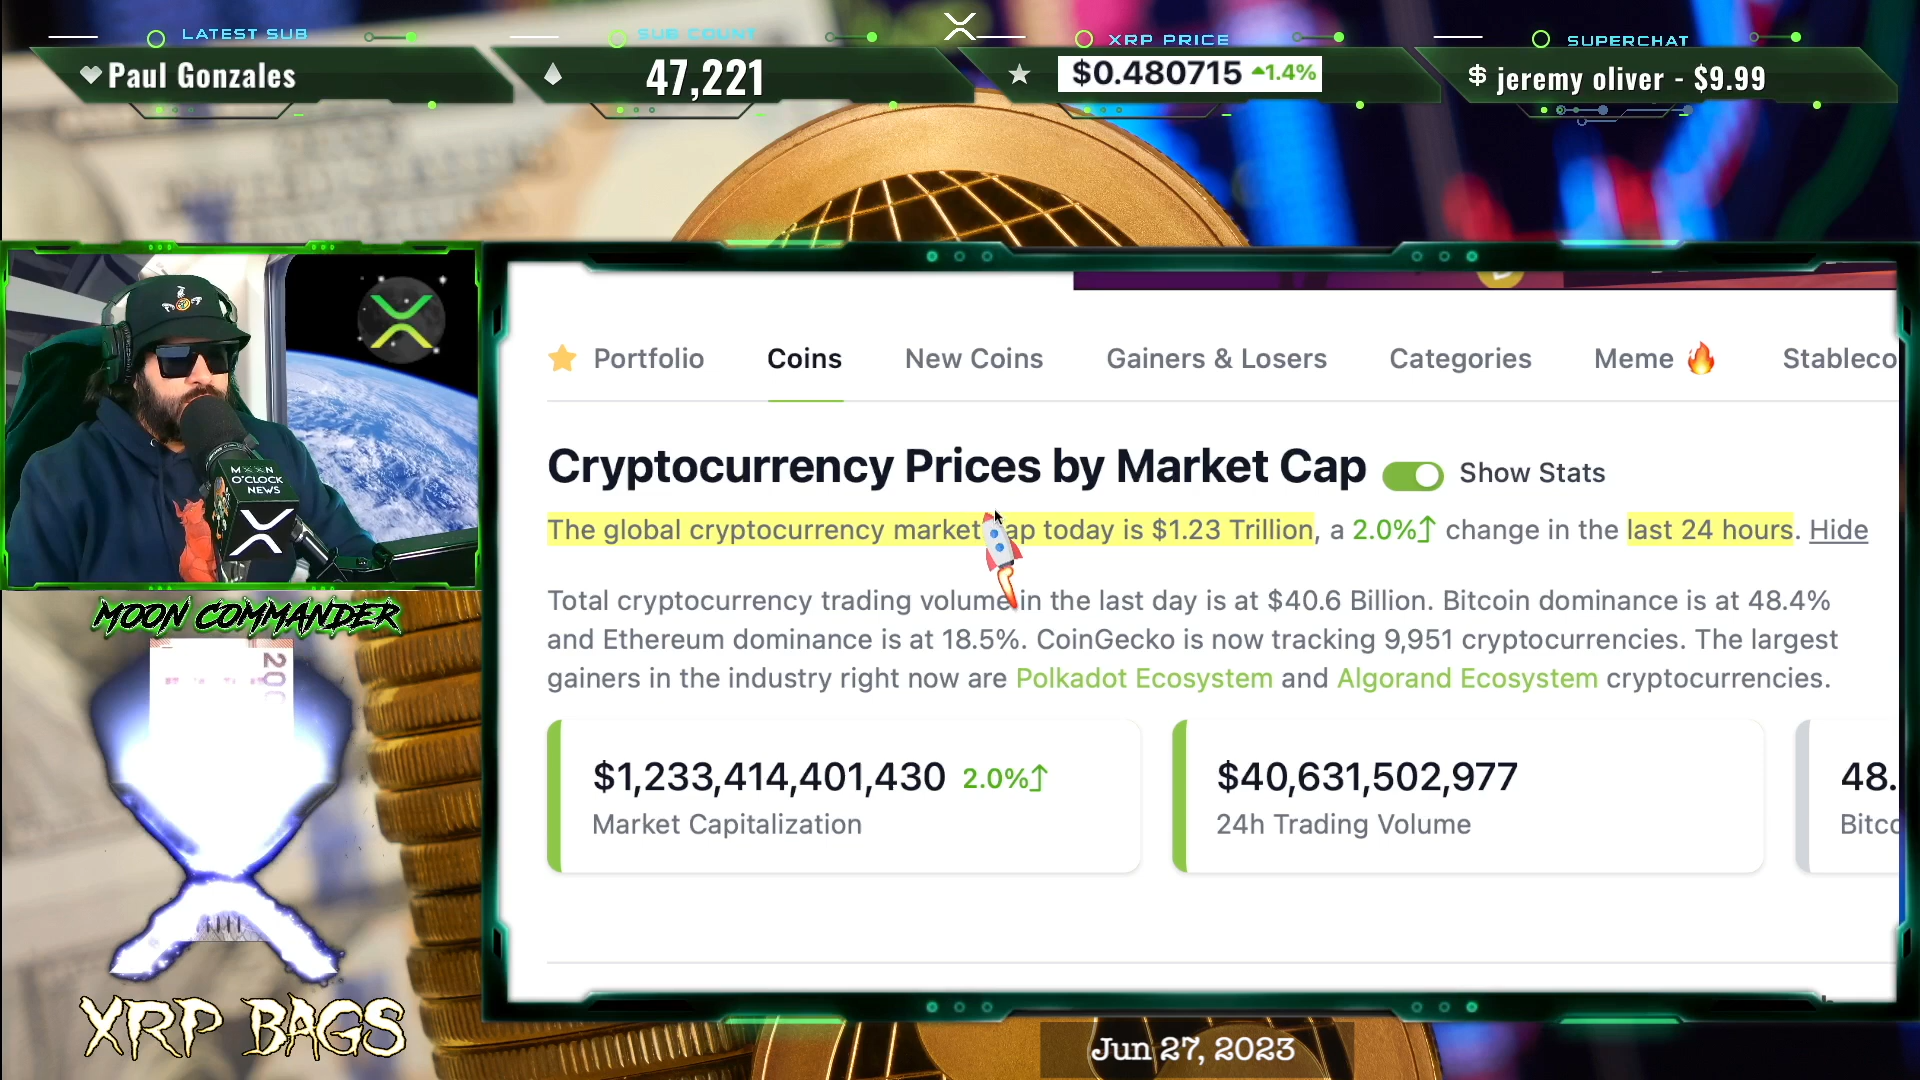 LATEST SUB
SUB COUNT
XRP PRICE
SUPERCHAT
Paul Gonzales
47,221
$0.480715 1.4%
$ jeremy oliver - $9.99
Portfolio Coins New Coins Gainers & Losers Categories Meme Stableco
Cryptocurrency Prices by Market Cap Show Stats
The global cryptocurrency market cap today is $1.23 Trillion, a 2.0% change in the last 24 hours. Hide
Total cryptocurrency trading volume in the last day is at $40.6 Billion. Bitcoin dominance is at 48.4%
and Ethereum dominance is at 18.5%. CoinGecko is now tracking 9,951 cryptocurrencies. The largest
gainers in the industry right now are Polkadot Ecosystem and Algorand Ecosystem cryptocurrencies.
$1,233,414,401,430 2.0%
Market Capitalization
$40,631,502,977
24h Trading Volume
48.
Bitc
MOON
O'CLOCK
NEWS
MOON COMMANDER
200
XRP BAGS
Jun 27, 2023